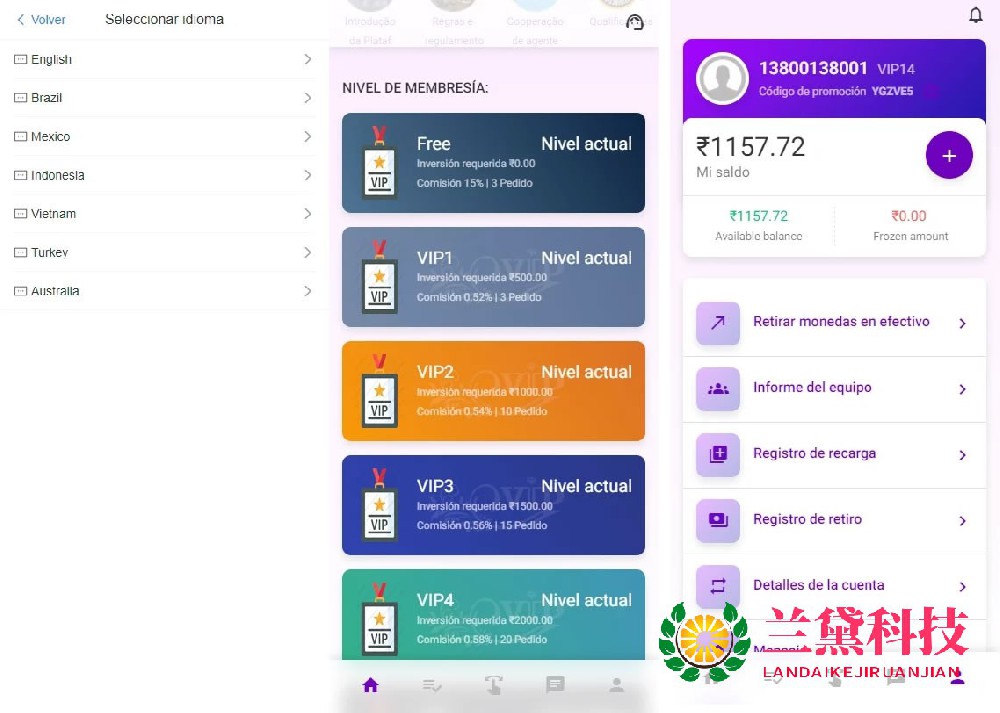 Volver
Seleccionar idioma
English
Brazil
Mexico
Indonesia
Vietnam
Turkey
Australia
Introdução
Regras e
Cooperação
da Plataf
regulamento
de agente
NIVEL DE MEMBRESÍA:
Free
Nivel actual
Inversión requerida ₹0.00
Comisión 15% | 3 Pedido
VIP
VIP1
Nivel actual
Inversión requerida ₹500.00
Comisión 0.52% | 3 Pedido
VIP
VIP2
Nivel actual
Inversión requerida ₹1000.00
Comisión 0.54% | 10 Pedido
VIP
VIP3
Nivel actual
Inversión requerida ₹1500.00
Comisión 0.56% | 15 Pedido
VIP
VIP4
Nivel actual
Inversión requerida ₹2000.00
Comisión 0.58% | 20 Pedido
VIP
13800138001 VIP14
Código de promoción YGZVE5
₹1157.72
Mi saldo
₹1157.72
Available balance
₹0.00
Frozen amount
Retirar monedas en efectivo
Informe del equipo
Registro de recarga
Registro de retiro
Detalles de la cuenta
兰黛科技
LANDAKEJIRUANJIAN